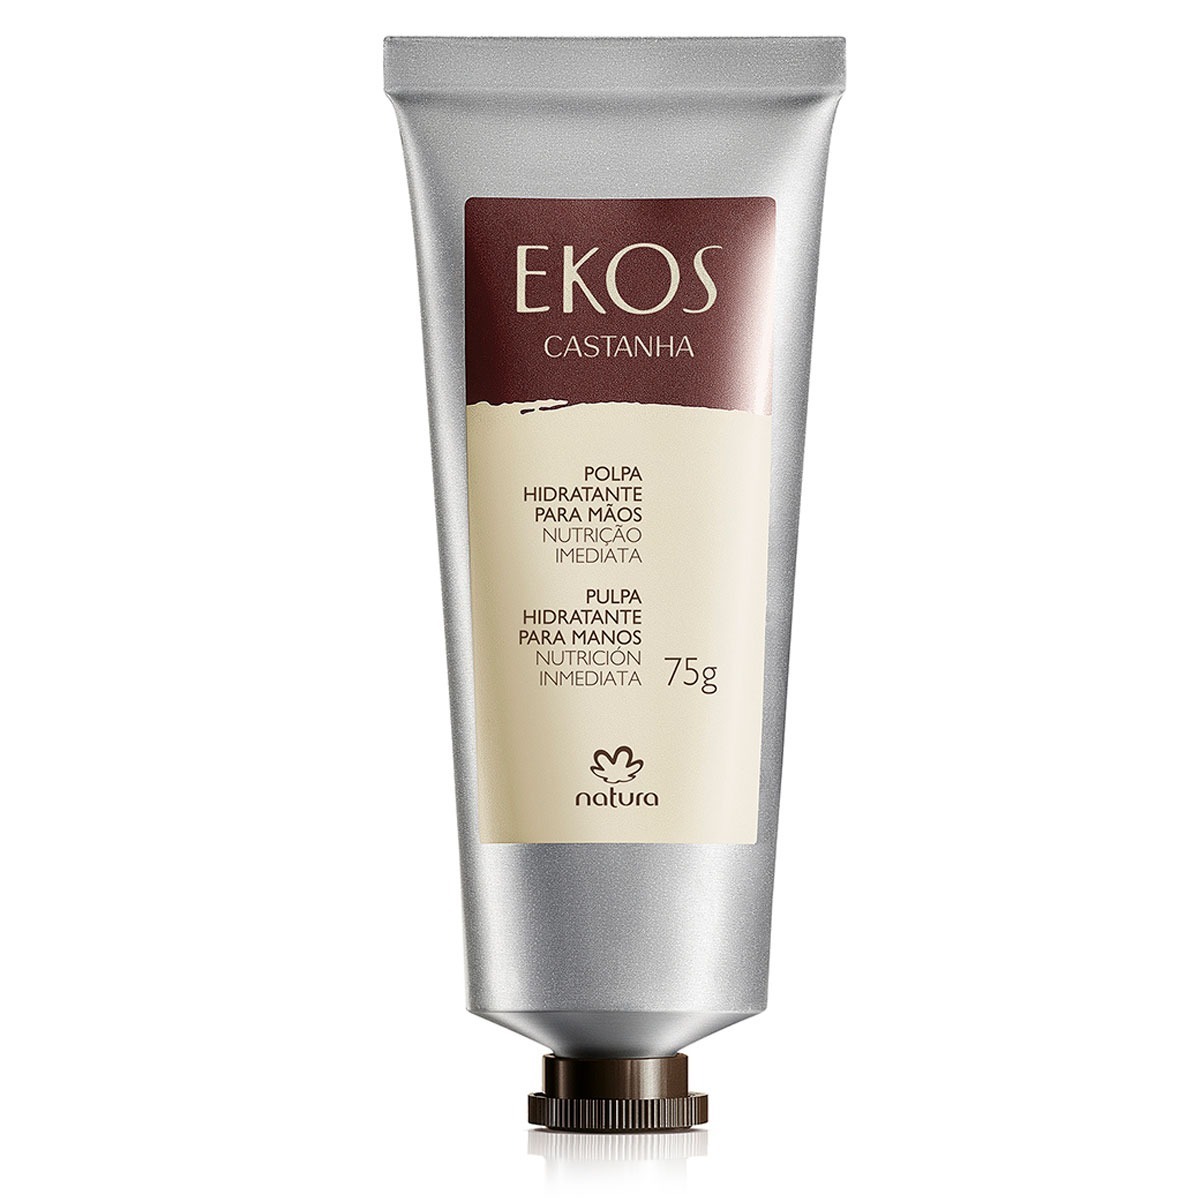 EKOS
CASTANHA
POLPA
HIDRATANTE
PARA MÃOS
NUTRIÇÃO
IMEDIATA
PULPA
HIDRATANTE
PARA MANOS
NUTRICIÓN
INMEDIATA 75g
natura